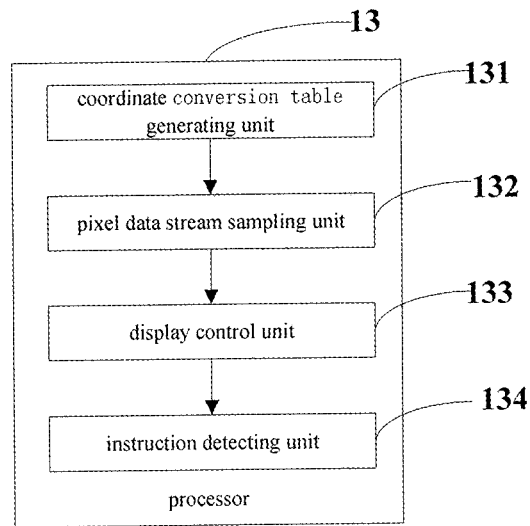 13
coordinate conversion table
generating unit
131
pixel data stream sampling unit
132
display control unit
133
instruction detecting unit
134
processor